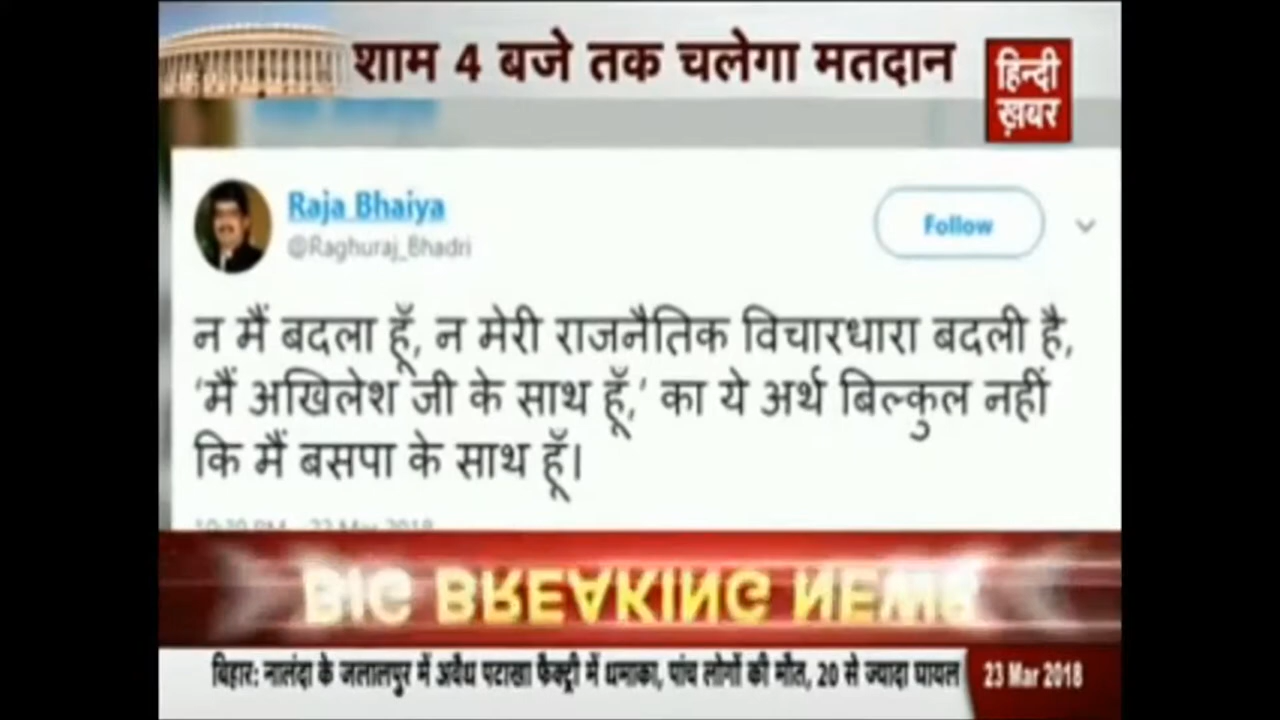 शाम 4 बजे तक चलेगा मतदान
हिन्दी
ख़बर
Raja Bhaiya
@Raghuraj_Bhadri
Follow
न मैं बदला हूँ, न मेरी राजनैतिक विचारधारा बदली है,
‘मैं अखिलेश जी के साथ हूँ,’ का ये अर्थ बिल्कुल नहीं
कि मैं बसपा के साथ हूँ।
BIG BREAKING NEWS
बिहार: नालंदा के जलालपुर में अवैध पटाखा फैक्ट्री में धमाका, पांच लोगों की मौत, 20 से ज्यादा घायल
23 Mar 2018